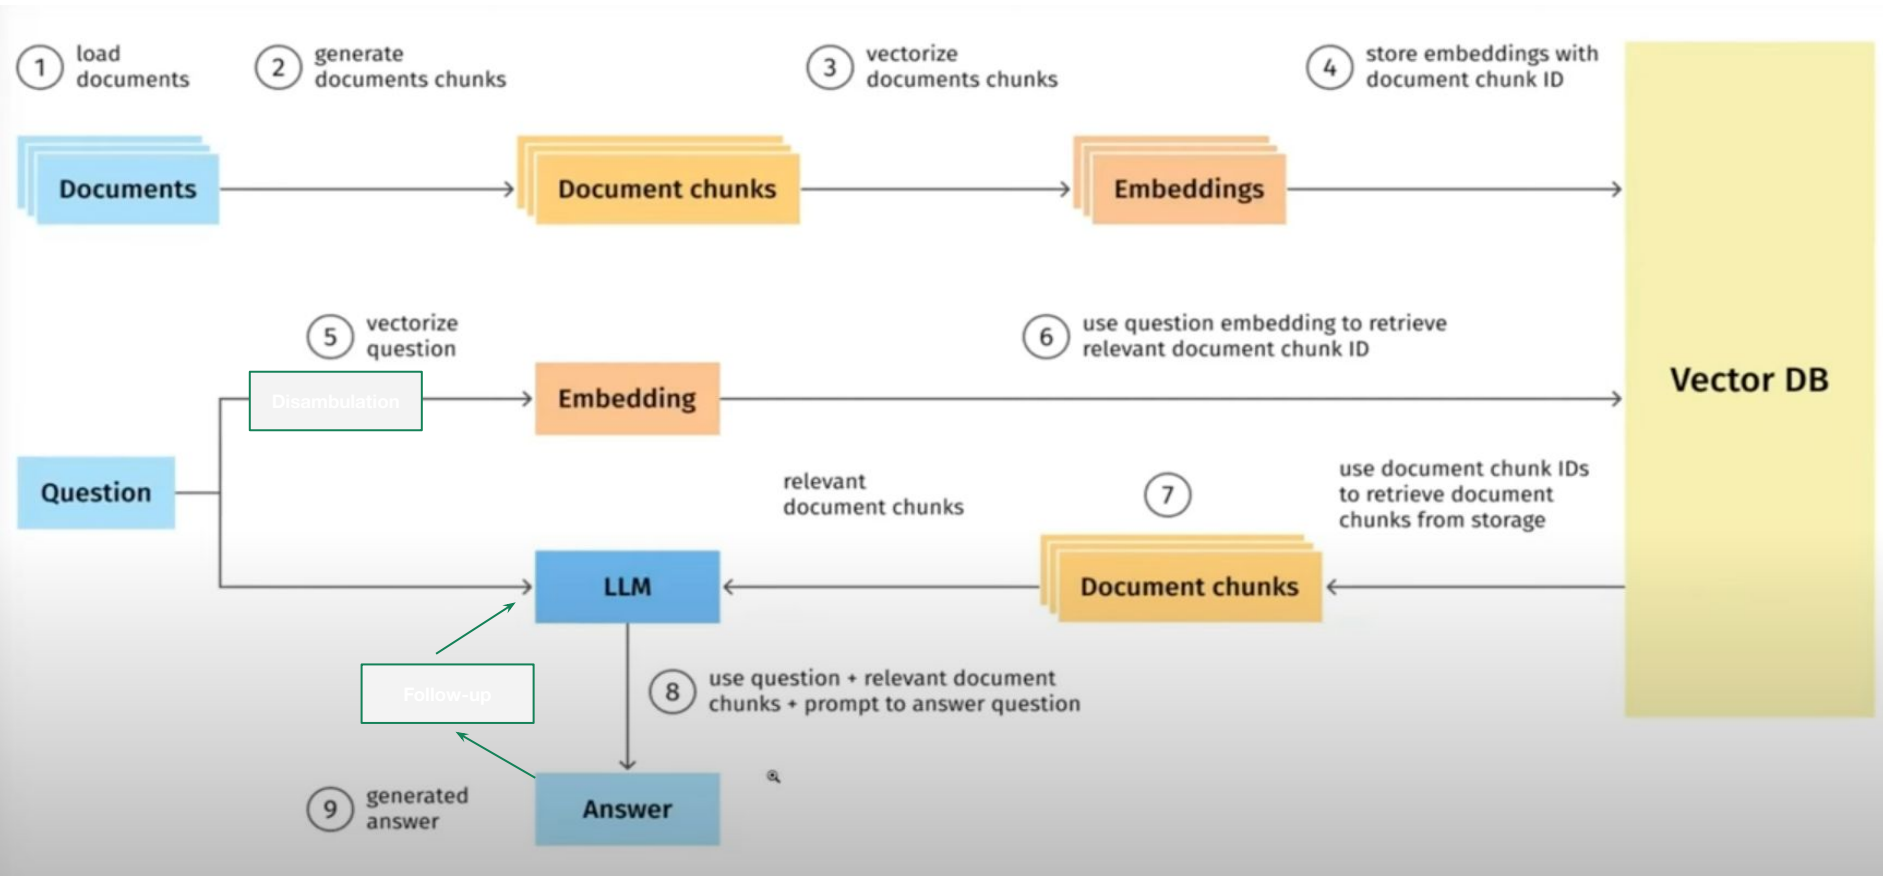 1 load
documents
2 generate
documents chunks
3 vectorize
documents chunks
4 store embeddings with
document chunk ID
Documents
Document chunks
Embeddings
5 vectorize
question
6 use question embedding to retrieve
relevant document chunk ID
Disambulation
Embedding
Vector DB
Question
relevant
document chunks
7
use document chunk IDs
to retrieve document
chunks from storage
LLM
Document chunks
Follow-up
8 use question + relevant document
chunks + prompt to answer question
9 generated
answer
Answer